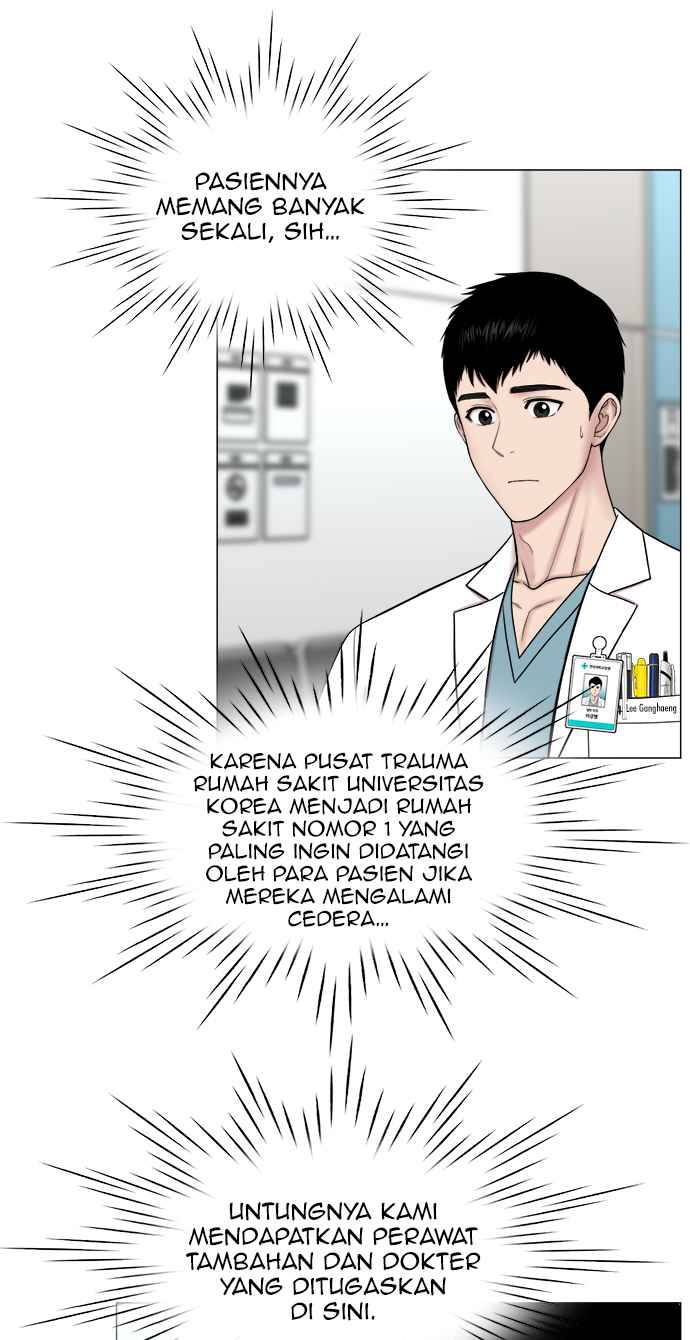 PASIENNYA
MEMANG BANYAK
SEKALI, SIH...
Lee Ganghaeng
KARENA PUSAT TRAUMA
RUMAH SAKIT UNIVERSITAS
KOREA MENJADI RUMAH
SAKIT NOMOR 1 YANG
PALING INGIN DIDATANGI
OLEH PARA PASIEN JIKA
MEREKA MENGALAMI
CEDERA...
UNTUNGNYA KAMI
MENDAPATKAN PERAWAT
TAMBAHAN DAN DOKTER
YANG DITUGASKAN
DI SINI.